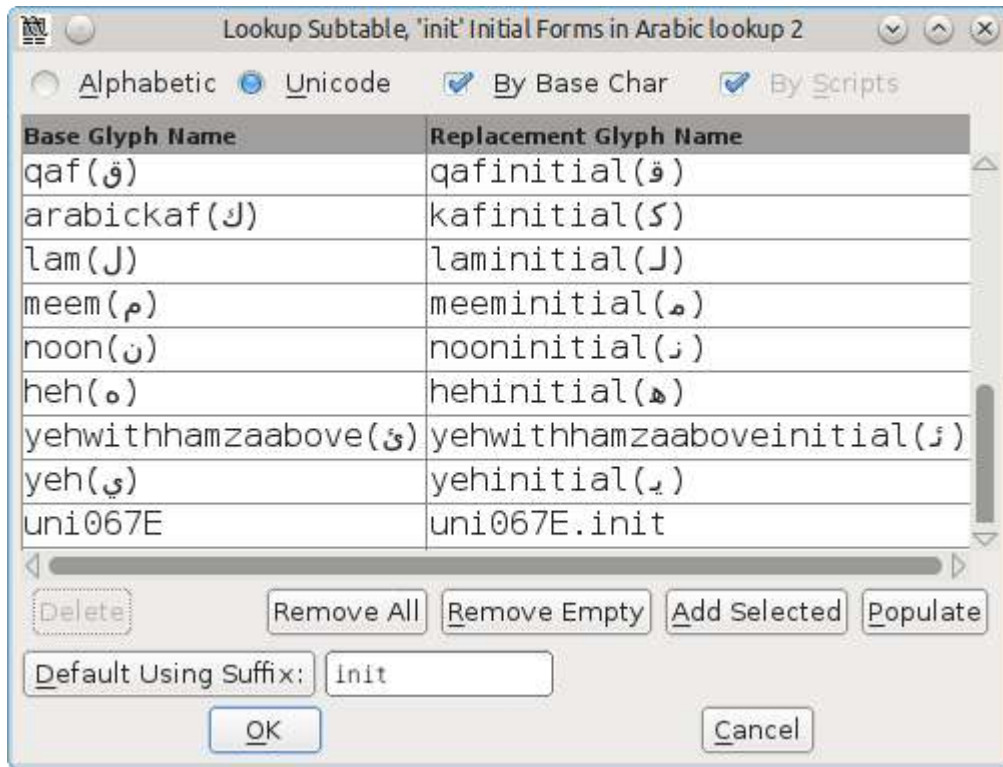 Lookup Subtable, 'init' Initial Forms in Arabic lookup 2
Alphabetic Unicode By Base Char By Scripts
Base Glyph Name Replacement Glyph Name
qaf(ق) qafinitial(ﻗ)
arabickaf(ك) kafinitial(ﻛ)
lam(ل) laminitial(ﻟ)
meem(م) meeminitial(ﻣ)
noon(ن) nooninitial(ﻧ)
heh(ه) hehinitial(ﻫ)
yehwithhamzaabove(ئ) yehwithhamzaaboveinitial(ﺋ)
yeh(ي) yehinitial(ﻳ)
uni067E uni067E.init
Delete Remove All Remove Empty Add Selected Populate
Default Using Suffix: init
OK Cancel